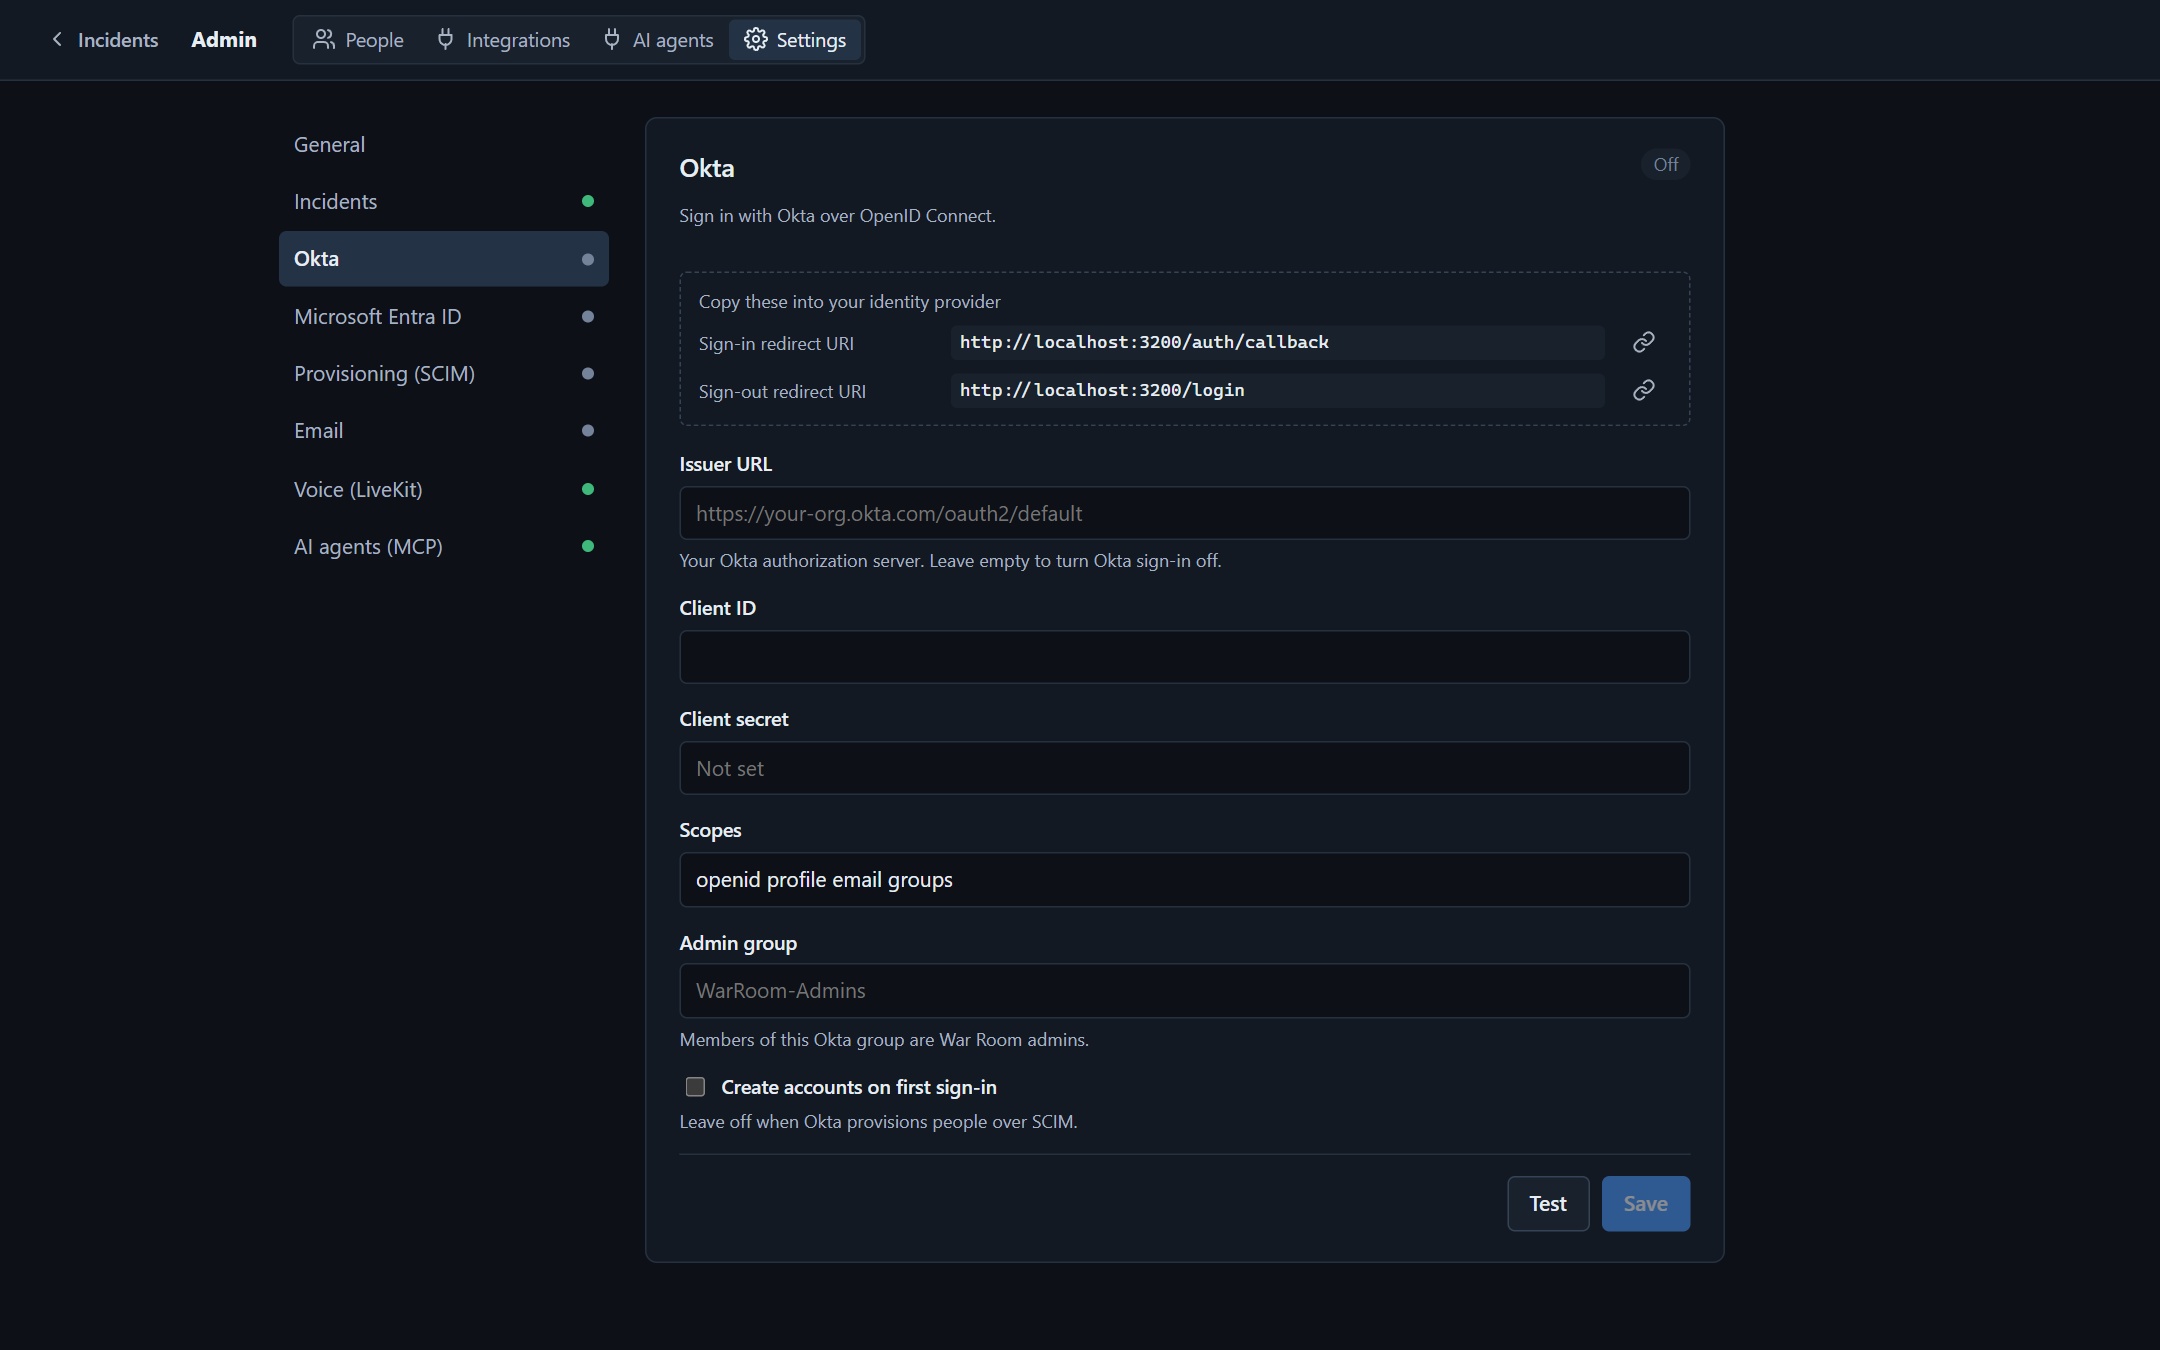 Incidents
Admin
People
Integrations
AI agents
Settings
General
Incidents
Okta
Microsoft Entra ID
Provisioning (SCIM)
Email
Voice (LiveKit)
AI agents (MCP)
Okta
Off
Sign in with Okta over OpenID Connect.
Copy these into your identity provider
Sign-in redirect URI
http://localhost:3200/auth/callback
Sign-out redirect URI
http://localhost:3200/login
Issuer URL
https://your-org.okta.com/oauth2/default
Your Okta authorization server. Leave empty to turn Okta sign-in off.
Client ID
Client secret
Not set
Scopes
openid profile email groups
Admin group
WarRoom-Admins
Members of this Okta group are War Room admins.
Create accounts on first sign-in
Leave off when Okta provisions people over SCIM.
Test
Save